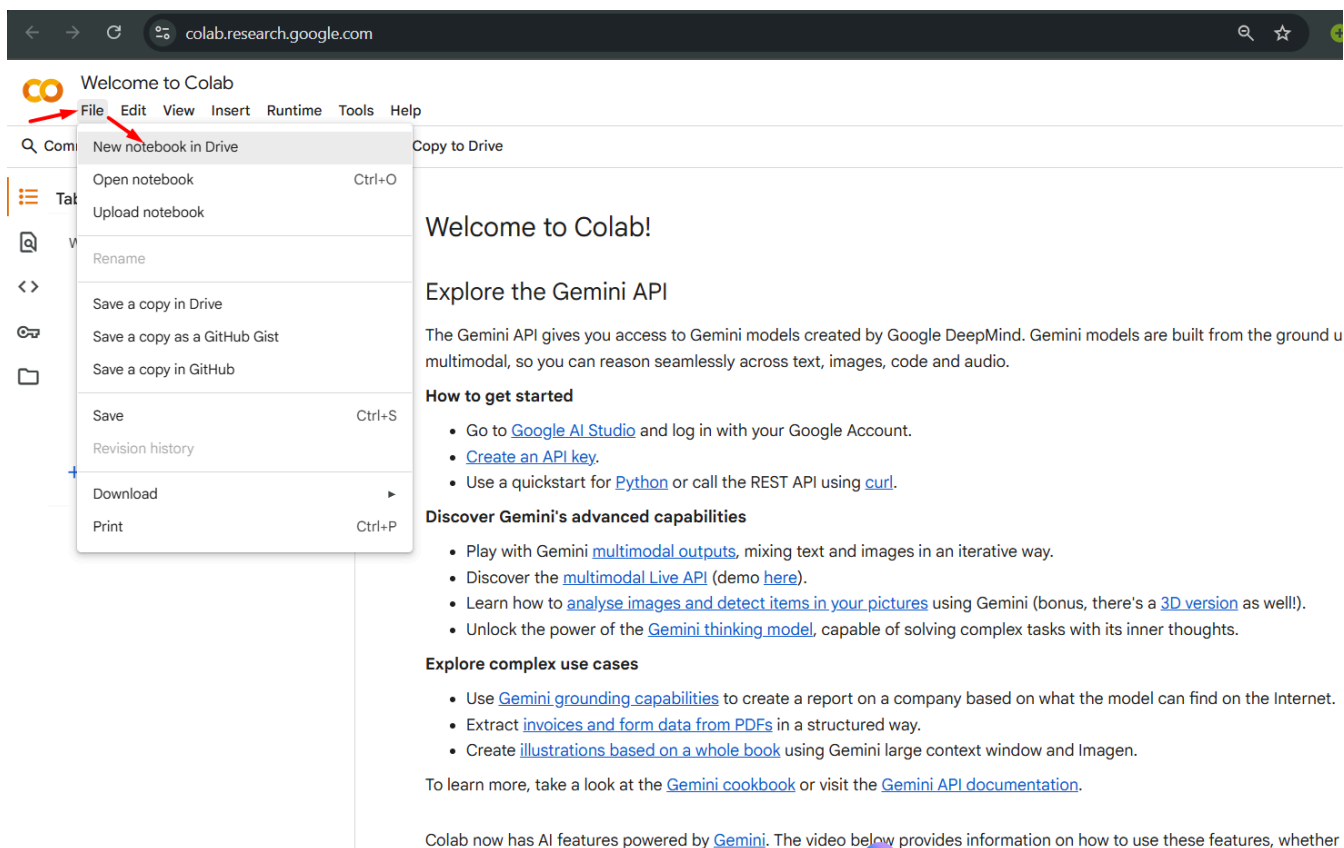 colab.research.google.com
Welcome to Colab
File Edit View Insert Runtime Tools Help
Copy to Drive
New notebook in Drive
Open notebook Ctrl+O
Upload notebook
Rename
Save a copy in Drive
Save a copy as a GitHub Gist
Save a copy in GitHub
Save Ctrl+S
Revision history
Download
Print Ctrl+P
Welcome to Colab!
Explore the Gemini API
The Gemini API gives you access to Gemini models created by Google DeepMind. Gemini models are built from the ground u
multimodal, so you can reason seamlessly across text, images, code and audio.
How to get started
Go to Google AI Studio and log in with your Google Account.
Create an API key.
Use a quickstart for Python or call the REST API using curl.
Discover Gemini's advanced capabilities
Play with Gemini multimodal outputs, mixing text and images in an iterative way.
Discover the multimodal Live API (demo here).
Learn how to analyse images and detect items in your pictures using Gemini (bonus, there's a 3D version as well!).
Unlock the power of the Gemini thinking model, capable of solving complex tasks with its inner thoughts.
Explore complex use cases
Use Gemini grounding capabilities to create a report on a company based on what the model can find on the Internet.
Extract invoices and form data from PDFs in a structured way.
Create illustrations based on a whole book using Gemini large context window and Imagen.
To learn more, take a look at the Gemini cookbook or visit the Gemini API documentation.
Colab now has AI features powered by Gemini. The video below provides information on how to use these features, whether